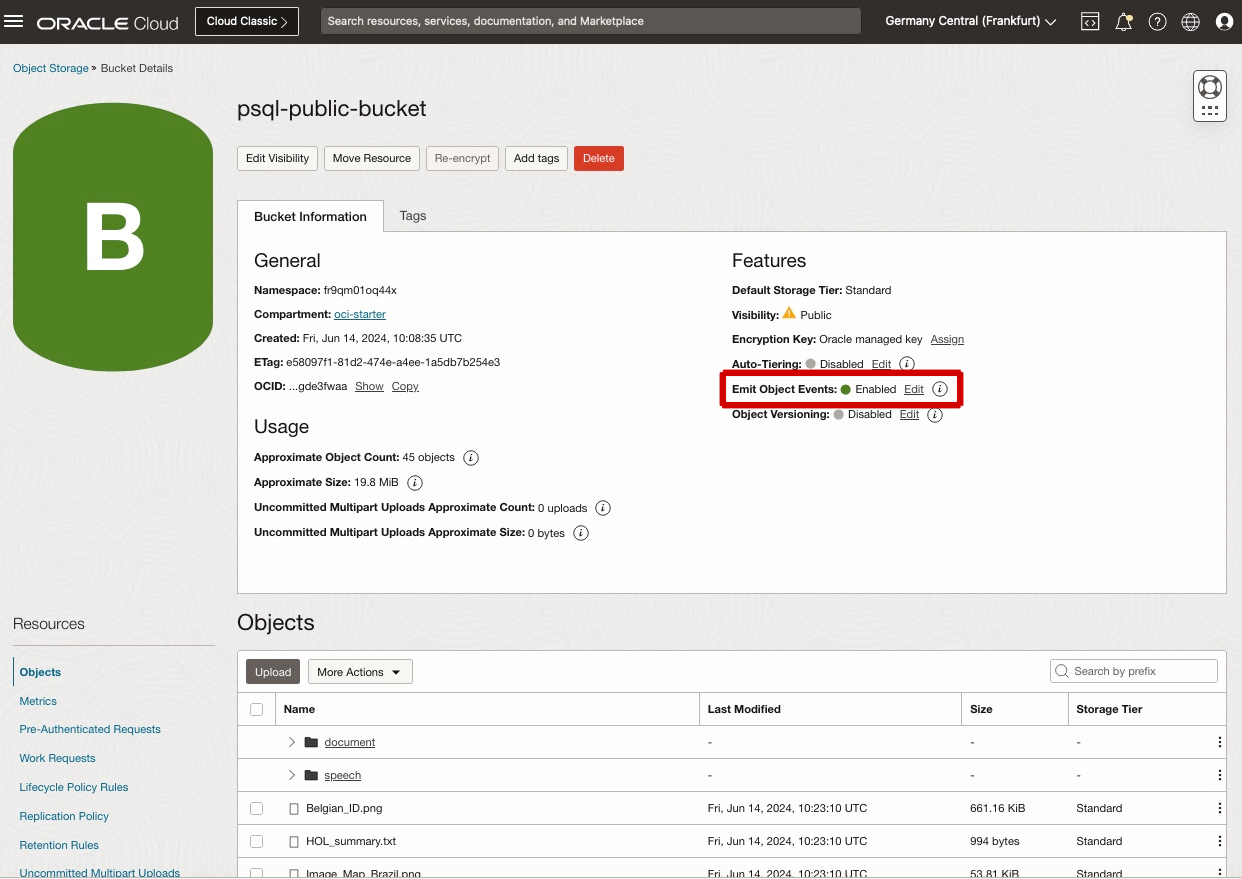 ORACLE Cloud
Cloud Classic
Search resources, services, documentation, and Marketplace
Germany Central (Frankfurt)
Object Storage » Bucket Details
B
psql-public-bucket
Edit Visibility
Move Resource
Re-encrypt
Add tags
Delete
Bucket Information
Tags
General
Namespace: fr9qm01oq44x
Compartment: oci-starter
Created: Fri, Jun 14, 2024, 10:08:35 UTC
ETag: e58097f1-81d2-474e-a4ee-1a5db7b254e3
OCID: ...gde3fwaa Show Copy
Usage
Approximate Object Count: 45 objects
Approximate Size: 19.8 MiB
Uncommitted Multipart Uploads Approximate Count: 0 uploads
Uncommitted Multipart Uploads Approximate Size: 0 bytes
Features
Default Storage Tier: Standard
Visibility: Public
Encryption Key: Oracle managed key Assign
Auto-Tiering: Disabled Edit
Emit Object Events: Enabled Edit
Object Versioning: Disabled Edit
Resources
Objects
Metrics
Pre-Authenticated Requests
Work Requests
Lifecycle Policy Rules
Replication Policy
Retention Rules
Uncommitted Multipart Uploads
Objects
Upload
More Actions
Search by prefix
Name Last Modified Size Storage Tier
document - - -
speech - - -
Belgian_ID.png Fri, Jun 14, 2024, 10:23:10 UTC 661.16 KiB Standard
HOL_summary.txt Fri, Jun 14, 2024, 10:23:10 UTC 994 bytes Standard
Image_Map_Brazil.png Fri, Jun 14, 2024, 10:23:10 UTC 53.81 KiB Standard